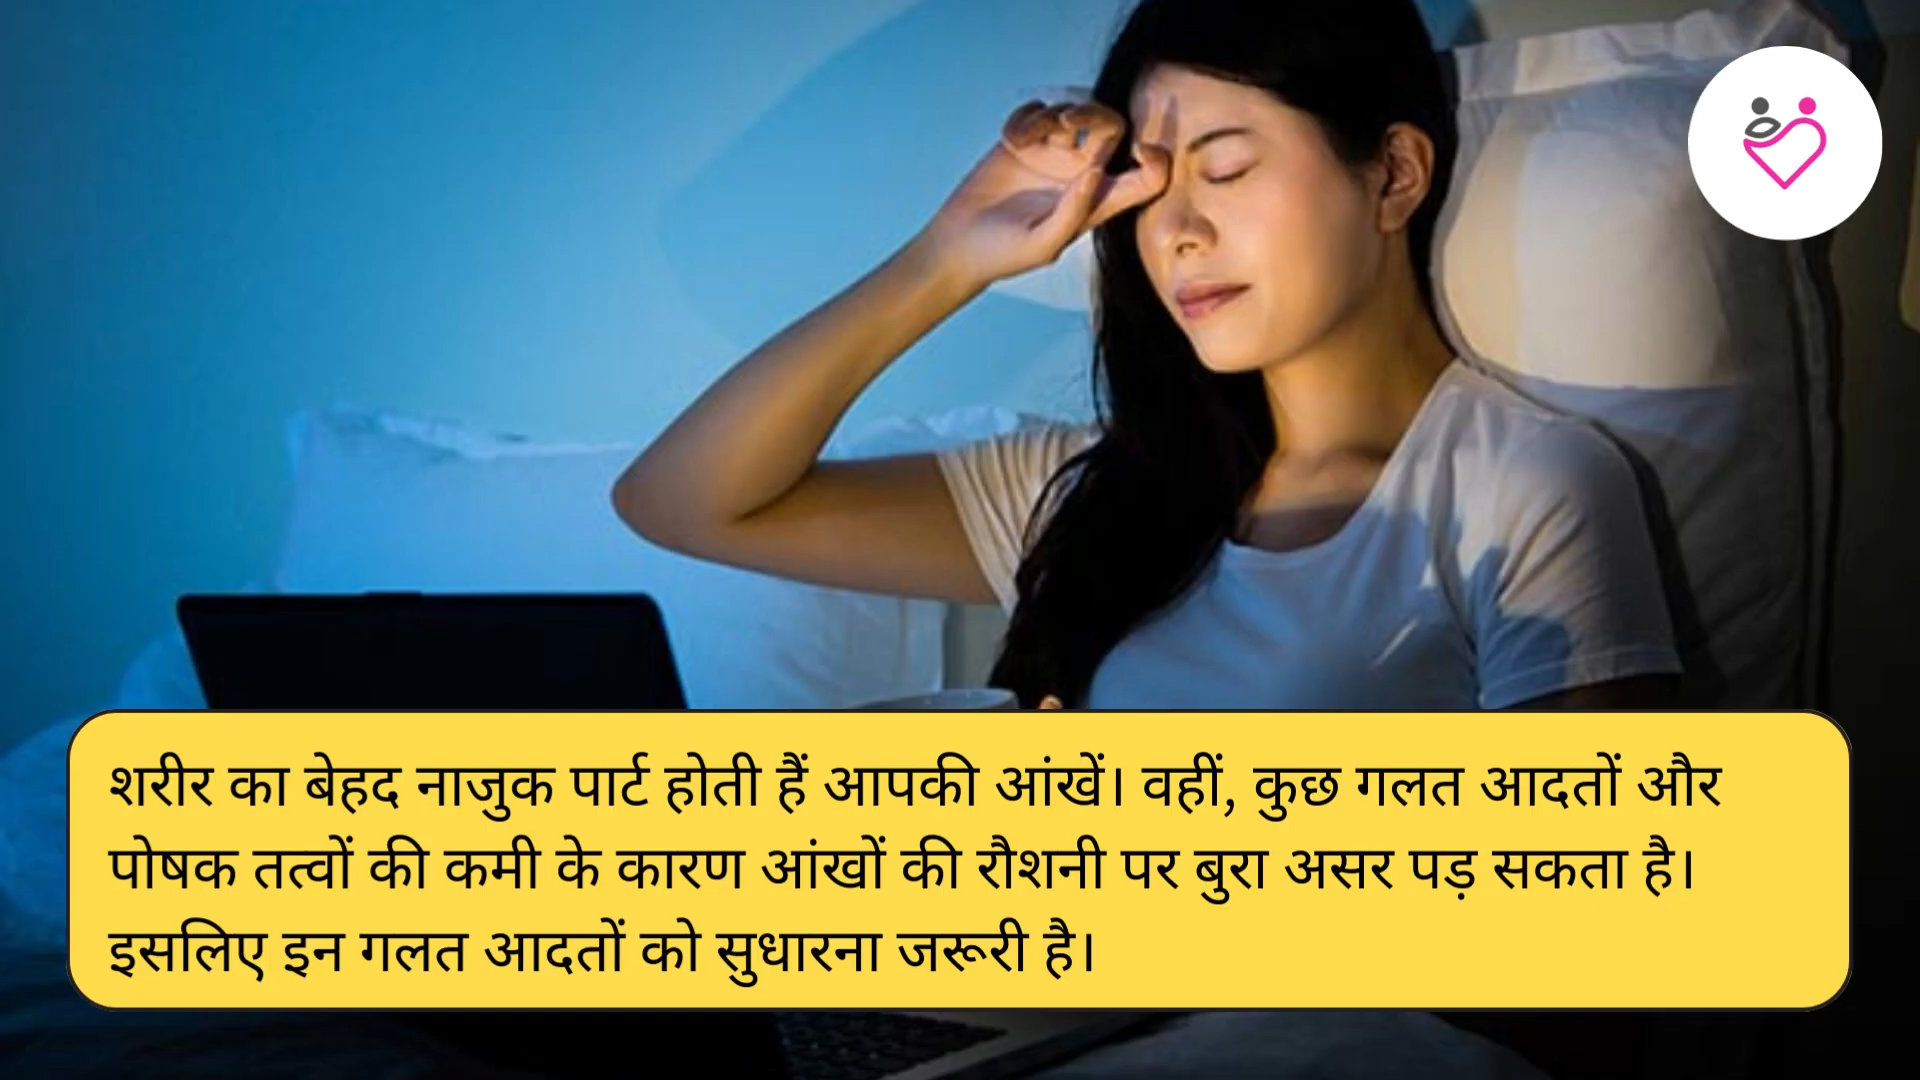 शरीर का बेहद नाजुक पार्ट होती हैं आपकी आंखें। वहीं, कुछ गलत आदतों और
पोषक तत्वों की कमी के कारण आंखों की रौशनी पर बुरा असर पड़ सकता है।
इसलिए इन गलत आदतों को सुधारना जरूरी है।